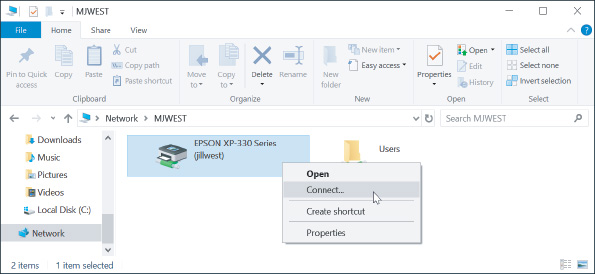 MJWEST
File Home Share View
Pin to Quick access
Copy
Paste
Cut
Copy path
Paste shortcut
Clipboard
Move to
Copy to
Delete
Rename
Organize
New folder
New item
Easy access
New
Properties
Open
Edit
History
Open
Select all
Select none
Invert selection
Select
Network > MJWEST
Search MJWEST
Downloads
Music
Pictures
Videos
Local Disk (C:)
Network
EPSON XP-330 Series
(jillwest)
Users
Open
Connect...
Create shortcut
Properties
2 items 1 item selected